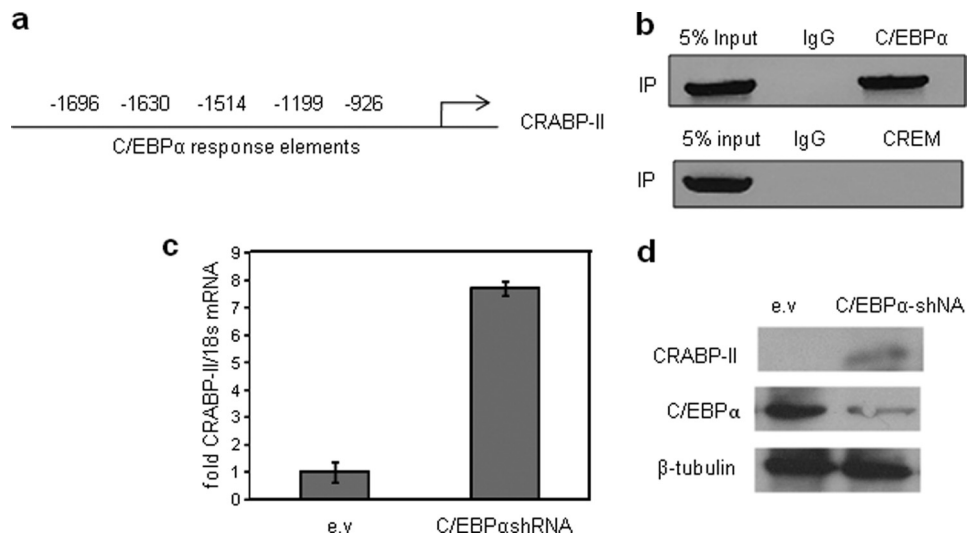 a
-1696 -1630 -1514 -1199 -926
CRABP-II
C/EBPα response elements
b
5% Input IgG C/EBPα
IP
5% input IgG CREM
IP
c
fold CRABP-II/18s mRNA
9
8
7
6
5
4
3
2
1
0
e.v C/EBPαshRNA
d
e.v C/EBPα-shNA
CRABP-II
C/EBPα
β-tubulin